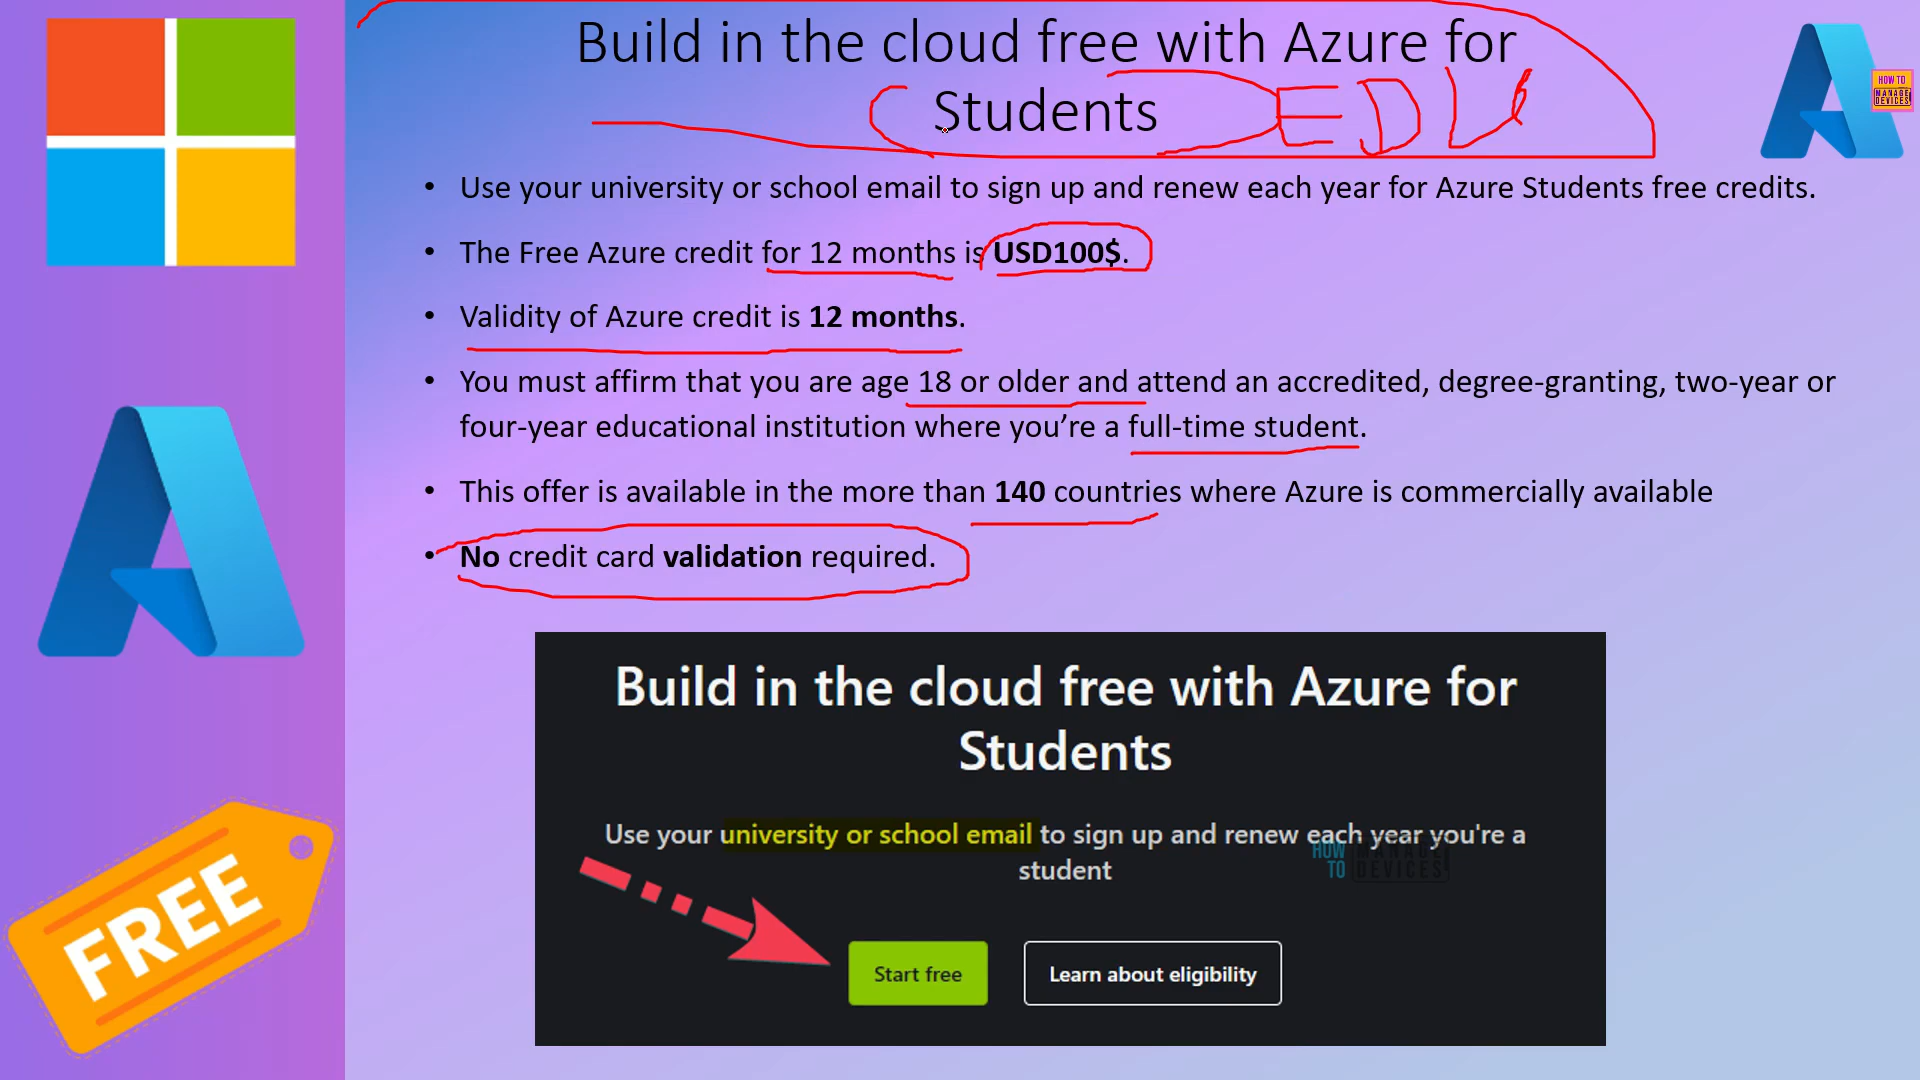 Build in the cloud free with Azure for
Students
EDU
HOW TO
MANAGE
DEVICES
• Use your university or school email to sign up and renew each year for Azure Students free credits.
• The Free Azure credit for 12 months is USD100$.
• Validity of Azure credit is 12 months.
• You must affirm that you are age 18 or older and attend an accredited, degree-granting, two-year or
four-year educational institution where you’re a full-time student.
• This offer is available in the more than 140 countries where Azure is commercially available
• No credit card validation required.
Build in the cloud free with Azure for
Students
Use your university or school email to sign up and renew each year you're a
student
HOW TO
MANAGE
DEVICES
Start free
Learn about eligibility
FREE